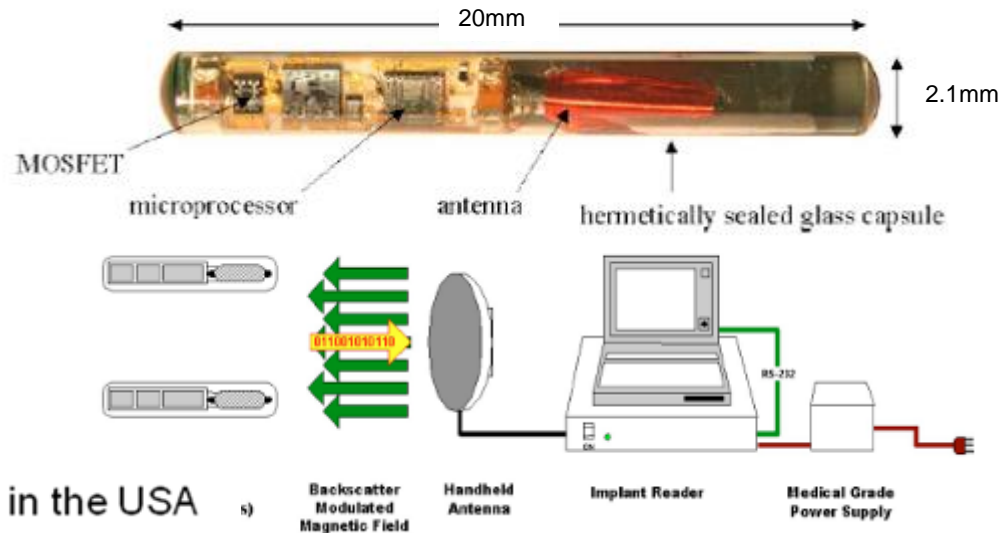 20mm
2.1mm
MOSFET
microprocessor
antenna
hermetically sealed glass capsule
011001010110
RS-232
ON
in the USA
s)
Backscatter
Modulated
Magnetic Field
Handheld
Antenna
Implant Reader
Medical Grade
Power Supply